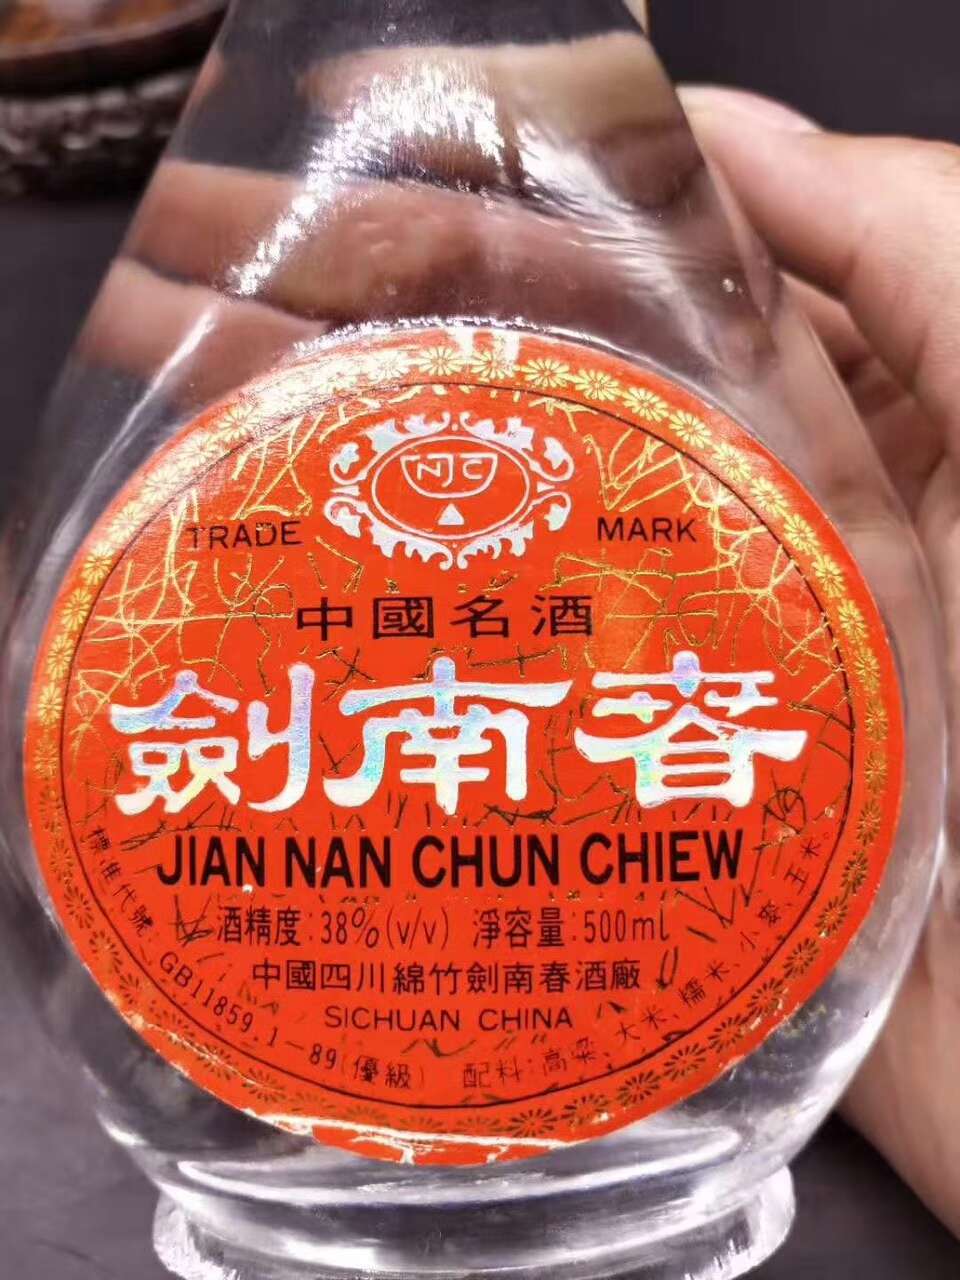 NJC
TRADE MARK
中國名酒
劍南春
JIAN NAN CHUN CHIEW
酒精度:38%(v/v) 淨容量:500ml
中國四川綿竹劍南春酒廠
SICHUAN CHINA
標準代號:GB11859.1-89(優級) 配料:高粱、大米、糯米、小麥、玉米。